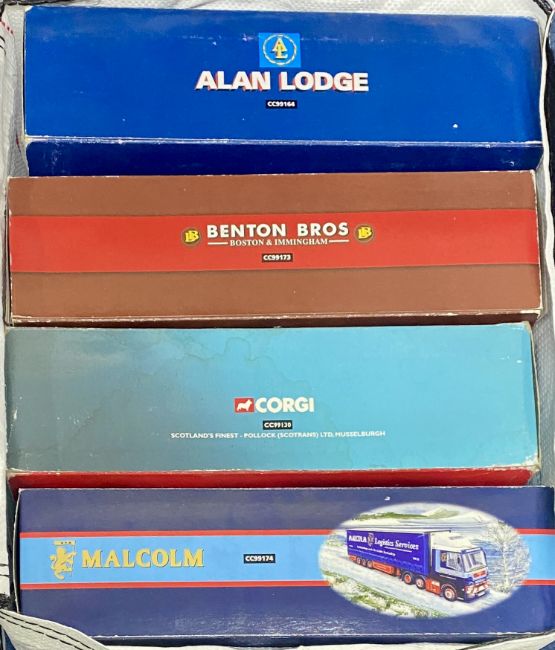 ALAN LODGE
CC99164
BENTON BROS
BOSTON & IMMINGHAM
CC99173
CORGI
CC99130
SCOTLAND'S FINEST - POLLOCK (SCOTRANS) LTD, MUSSELBURGH
MALCOLM
CC99174
MALCOLM Logistics Services